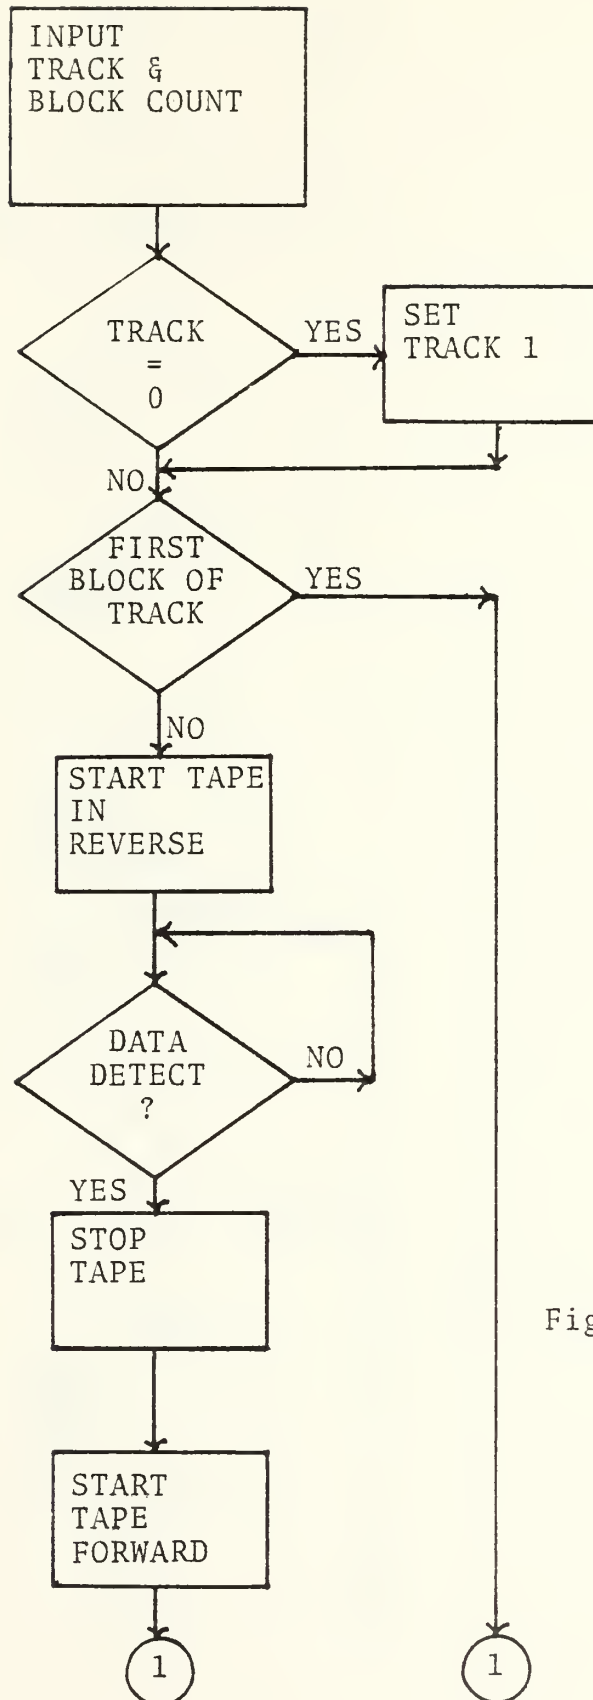 INPUT
TRACK &
BLOCK COUNT
TRACK
=
0
YES
SET
TRACK 1
NO
FIRST
BLOCK OF
TRACK
YES
NO
START TAPE
IN
REVERSE
DATA
DETECT
?
NO
YES
STOP
TAPE
Fig
START
TAPE
FORWARD
1
1